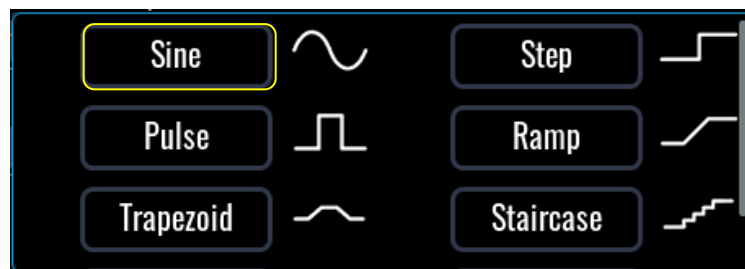 Sine
Step
Pulse
Ramp
Trapezoid
Staircase